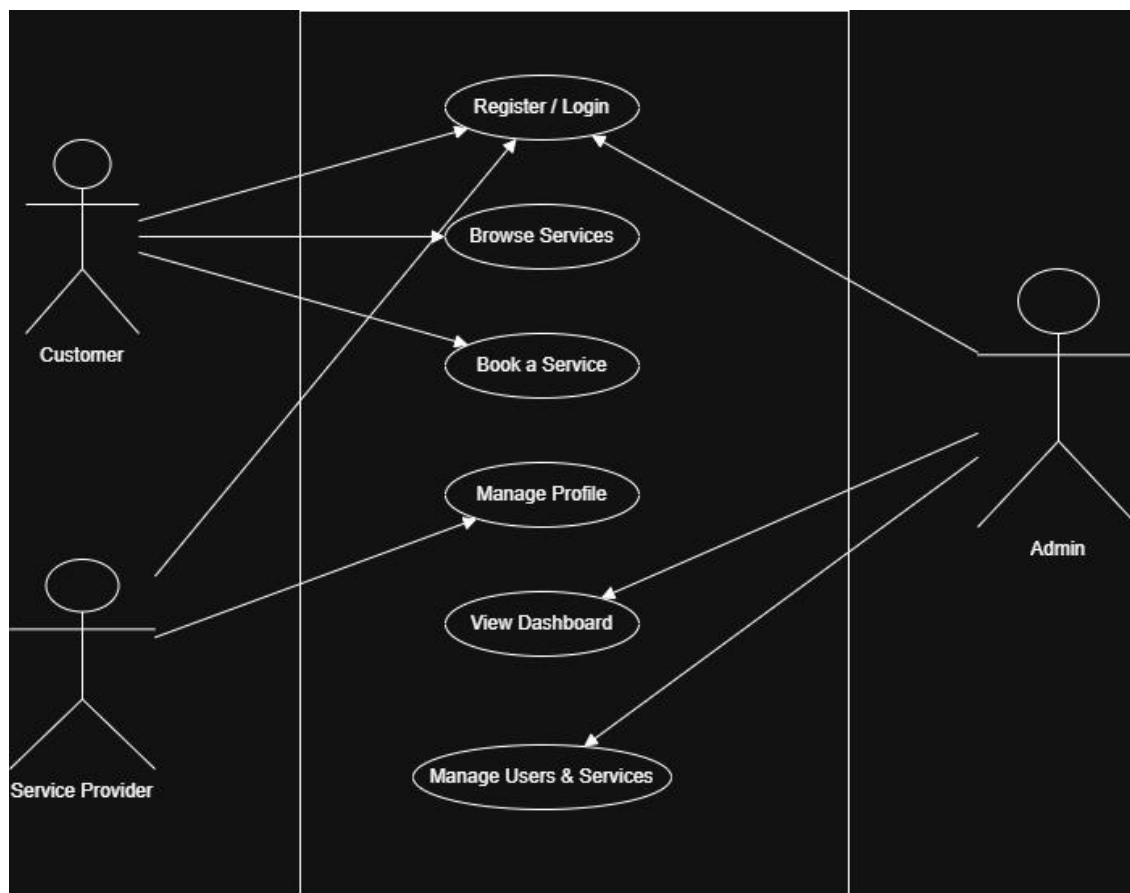 Register / Login
Browse Services
Customer
Book a Service
Manage Profile
Admin
View Dashboard
Manage Users & Services
Service Provider